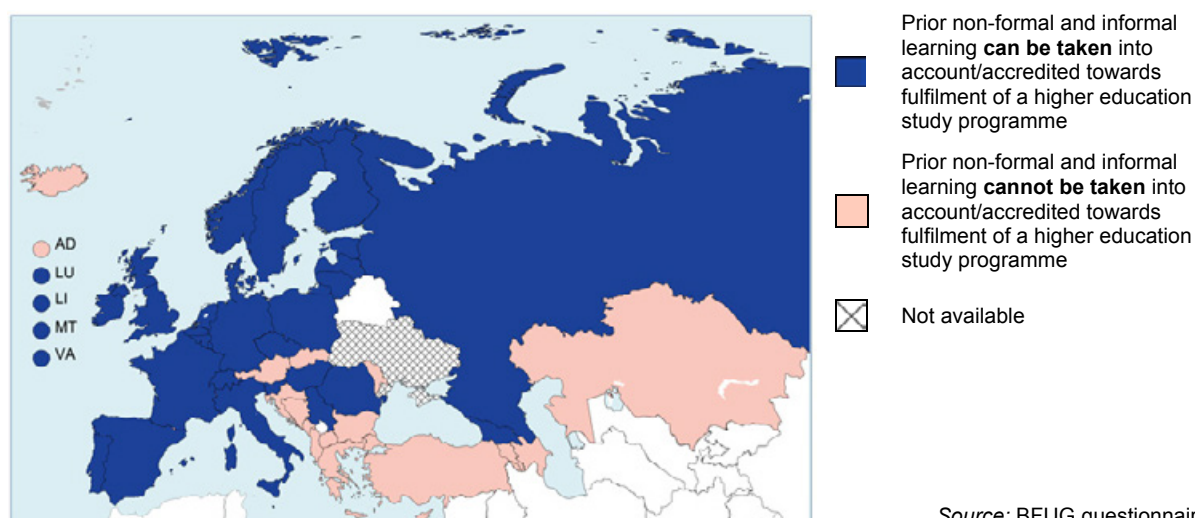 AD
LU
LI
MT
VA
Prior non-formal and informal
learning can be taken into
account/accredited towards
fulfilment of a higher education
study programme
Prior non-formal and informal
learning cannot be taken into
account/accredited towards
fulfilment of a higher education
study programme
Not available
Source: BFUG questionnair